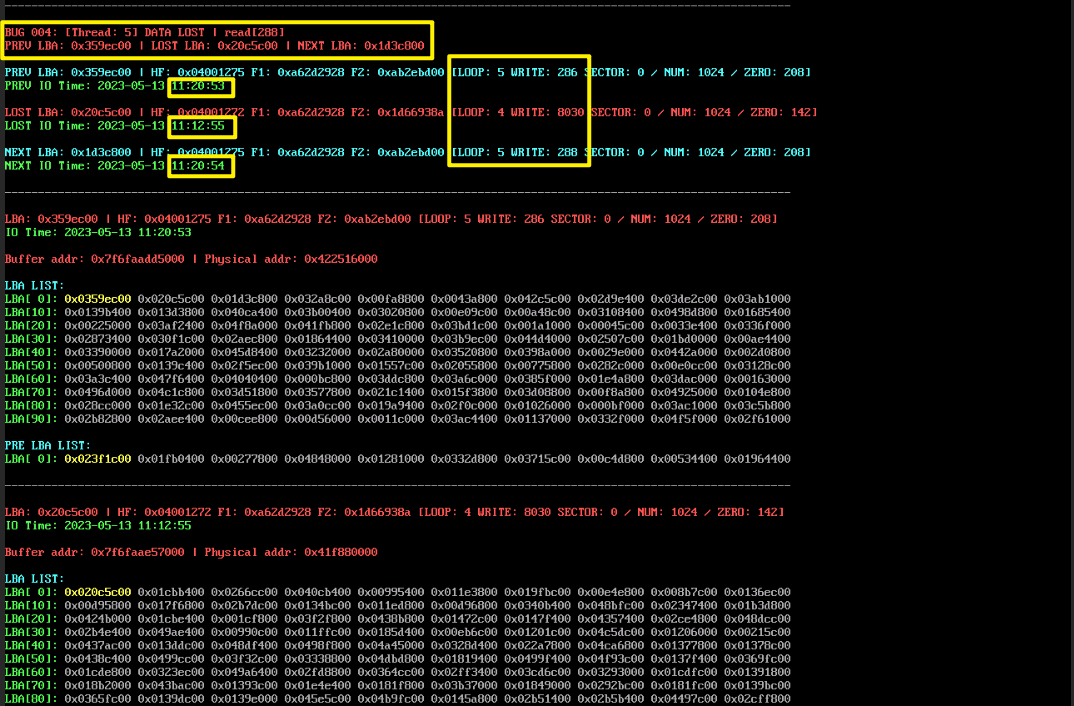 BUG 004: [Thread: 5] DATA LOST | read[288]
PREV LBA: 0x359ec00 | LOST LBA: 0x20c5c00 | NEXT LBA: 0x1d3c800
PREV LBA: 0x359ec00 | HF: 0x04001275 F1: 0xa62d2928 F2: 0xab2ebd00 [LOOP: 5 WRITE: 286 SECTOR: 0 / NUM: 1024 / ZERO: 208]
PREV IO Time: 2023-05-13 11:20:53
LOST LBA: 0x20c5c00 | HF: 0x04001272 F1: 0xa62d2928 F2: 0x1d66938a [LOOP: 4 WRITE: 8030 SECTOR: 0 / NUM: 1024 / ZERO: 142]
LOST IO Time: 2023-05-13 11:12:55
NEXT LBA: 0x1d3c800 | HF: 0x04001275 F1: 0xa62d2928 F2: 0xab2ebd00 [LOOP: 5 WRITE: 288 SECTOR: 0 / NUM: 1024 / ZERO: 208]
NEXT IO Time: 2023-05-13 11:20:54
LBA: 0x359ec00 | HF: 0x04001275 F1: 0xa62d2928 F2: 0xab2ebd00 [LOOP: 5 WRITE: 286 SECTOR: 0 / NUM: 1024 / ZERO: 208]
IO Time: 2023-05-13 11:20:53
Buffer addr: 0x7f6faadd5000 | Physical addr: 0x422516000
LBA LIST:
LBA[ 0]: 0x0359ec00 0x020c5c00 0x01d3c800 0x032a8c00 0x00fa8800 0x0043a800 0x042c5c00 0x02d9e400 0x03de2c00 0x03ab1000
LBA[10]: 0x0139b400 0x013d3800 0x040ca400 0x03b00400 0x03020800 0x00e09c00 0x00a48c00 0x03108400 0x0498d800 0x01685400
LBA[20]: 0x00225000 0x03af2400 0x04f8a000 0x041fb800 0x02e1c800 0x03bd1c00 0x001a1000 0x00045c00 0x0033e400 0x0336f000
LBA[30]: 0x02873400 0x030f1c00 0x02aec800 0x01864400 0x03410000 0x03b9ec00 0x044d4000 0x02507c00 0x01bd0000 0x00ae4400
LBA[40]: 0x03390000 0x017a2000 0x045d8400 0x03232000 0x02a80000 0x03520800 0x0398a000 0x0029e000 0x0442a000 0x002d0800
LBA[50]: 0x00500800 0x0139c400 0x02f5ec00 0x039b1000 0x01557c00 0x02055800 0x00775800 0x0282c000 0x00e0cc00 0x03128c00
LBA[60]: 0x03a3c400 0x047f6400 0x04040400 0x000bc800 0x03ddc800 0x03a6c000 0x0385f000 0x01e4a800 0x03dac000 0x00163000
LBA[70]: 0x0496d000 0x04c1c800 0x03d51800 0x03577800 0x021c1400 0x015f3800 0x03d08800 0x00f8a800 0x04925000 0x0104e800
LBA[80]: 0x028cc000 0x01e32c00 0x0455ec00 0x03a0cc00 0x019a9400 0x02f0c000 0x01026000 0x000bf000 0x03ac1000 0x03c5b800
LBA[90]: 0x02b82800 0x02aee400 0x00cee800 0x00d56000 0x0011c000 0x03ac4400 0x01137000 0x0332f000 0x04f5f000 0x02f61000
PRE LBA LIST:
LBA[ 0]: 0x023f1c00 0x01fb0400 0x00277800 0x04848000 0x01281000 0x0332d800 0x03715c00 0x00c4d800 0x00534400 0x01964400
LBA: 0x20c5c00 | HF: 0x04001272 F1: 0xa62d2928 F2: 0x1d66938a [LOOP: 4 WRITE: 8030 SECTOR: 0 / NUM: 1024 / ZERO: 142]
IO Time: 2023-05-13 11:12:55
Buffer addr: 0x7f6faae57000 | Physical addr: 0x41f880000
LBA LIST:
LBA[ 0]: 0x020c5c00 0x01cbb400 0x0266cc00 0x040cb400 0x00995400 0x011e3800 0x019fbc00 0x00e4e800 0x008b7c00 0x0136ec00
LBA[10]: 0x00d95800 0x017f6800 0x02b7dc00 0x0134bc00 0x011ed800 0x00d96800 0x0340b400 0x048bfc00 0x02347400 0x01b3d800
LBA[20]: 0x0424b000 0x01cbe400 0x001cf800 0x03f2f800 0x0438b800 0x01472c00 0x0147f400 0x04357400 0x02ce4800 0x048dcc00
LBA[30]: 0x02b4e400 0x049ae400 0x00990c00 0x011ffc00 0x0185d400 0x00eb6c00 0x01201c00 0x04c5dc00 0x01206000 0x00215c00
LBA[40]: 0x0437ac00 0x013ddc00 0x048df400 0x0498f800 0x04a45000 0x0328d400 0x022a7800 0x04ca6800 0x01377800 0x01378c00
LBA[50]: 0x0438c400 0x0499cc00 0x03f32c00 0x03338800 0x04dbd800 0x01819400 0x0499f400 0x04f93c00 0x0137f400 0x0369fc00
LBA[60]: 0x01cde800 0x0323ec00 0x049a6400 0x02fd8800 0x0364cc00 0x02ff3400 0x03cd6c00 0x03293000 0x01cdfc00 0x01391800
LBA[70]: 0x018b2000 0x043bac00 0x01393c00 0x01e4e400 0x0181f800 0x03b37000 0x01849000 0x0292bc00 0x0181fc00 0x0139bc00
LBA[80]: 0x0365fc00 0x0139dc00 0x0139e000 0x045e5c00 0x04b9fc00 0x0145a800 0x02b51400 0x02b5b400 0x04497c00 0x02cff800